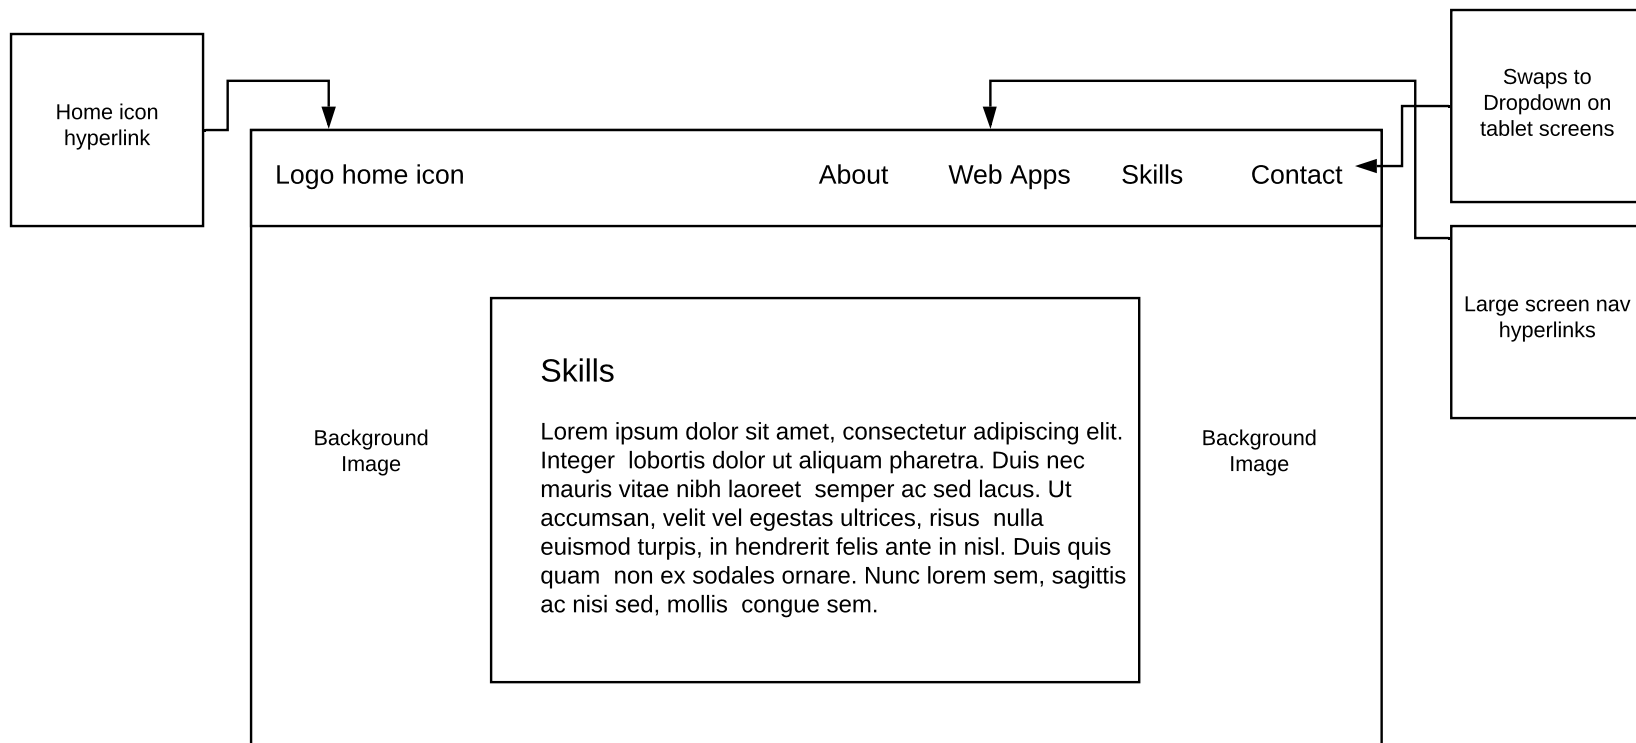 Home icon
hyperlink
Swaps to
Dropdown on
tablet screens
Logo home icon About Web Apps Skills Contact
Large screen nav
hyperlinks
Skills
Background
Image
Lorem ipsum dolor sit amet, consectetur adipiscing elit.
Integer  lobortis dolor ut aliquam pharetra. Duis nec
mauris vitae nibh laoreet  semper ac sed lacus. Ut
accumsan, velit vel egestas ultrices, risus  nulla
euismod turpis, in hendrerit felis ante in nisl. Duis quis
quam  non ex sodales ornare. Nunc lorem sem, sagittis
ac nisi sed, mollis  congue sem.
Background
Image